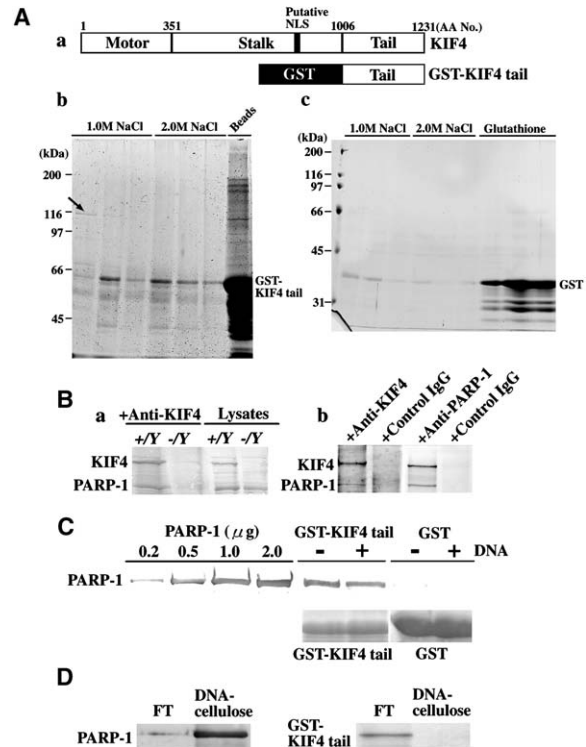 A
Putative
NLS
1 351 1006 1231(AA No.)
a Motor Stalk Tail KIF4
GST Tail GST-KIF4 tail
b
1.0M NaCl 2.0M NaCl Beads
(kDa)
200
116
97
66
45
GST-
KIF4 tail
c
1.0M NaCl 2.0M NaCl Glutathione
(kDa)
200
116
97
66
45
31
GST
B
a
+Anti-KIF4 Lysates
+/Y -/Y +/Y -/Y
KIF4
PARP-1
b
+Anti-KIF4 +Control IgG +Anti-PARP-1 +Control IgG
KIF4
PARP-1
C
PARP-1 (μg) GST-KIF4 tail GST
0.2 0.5 1.0 2.0 - + - + DNA
PARP-1
GST-KIF4 tail GST
D
FT DNA-
cellulose
PARP-1
FT DNA-
cellulose
GST-
KIF4 tail